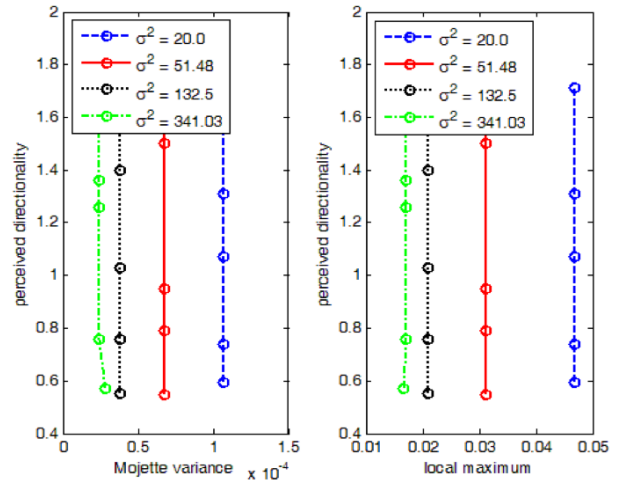 2
1.8
1.6
1.4
1.2
1
0.8
0.6
0.4
perceived directionality
σ² = 20.0
σ² = 51.48
σ² = 132.5
σ² = 341.03
0 0.5 1 1.5
Mojette variance x 10⁻⁴
2
1.8
1.6
1.4
1.2
1
0.8
0.6
0.4
perceived directionality
σ² = 20.0
σ² = 51.48
σ² = 132.5
σ² = 341.03
0.01 0.02 0.03 0.04 0.05
local maximum